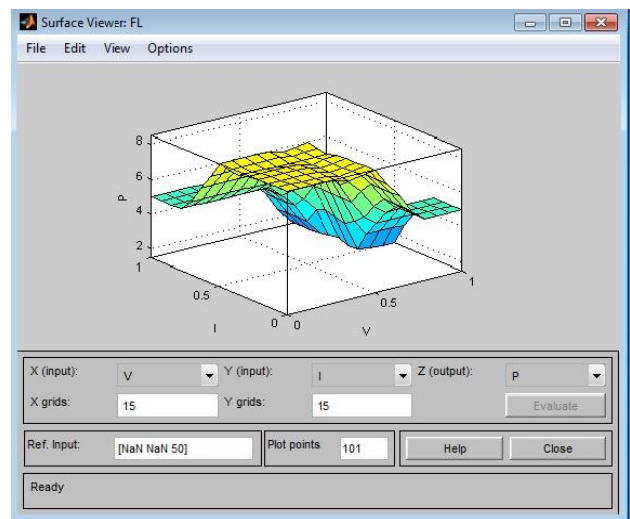 Surface Viewer: FL
File Edit View Options
8
6
4
2
P
1
0.5
0
I
0
0.5
1
V
X (input): V Y (input): I Z (output): P
X grids: 15 Y grids: 15 Evaluate
Ref. Input: [NaN NaN 50] Plot points 101 Help Close
Ready